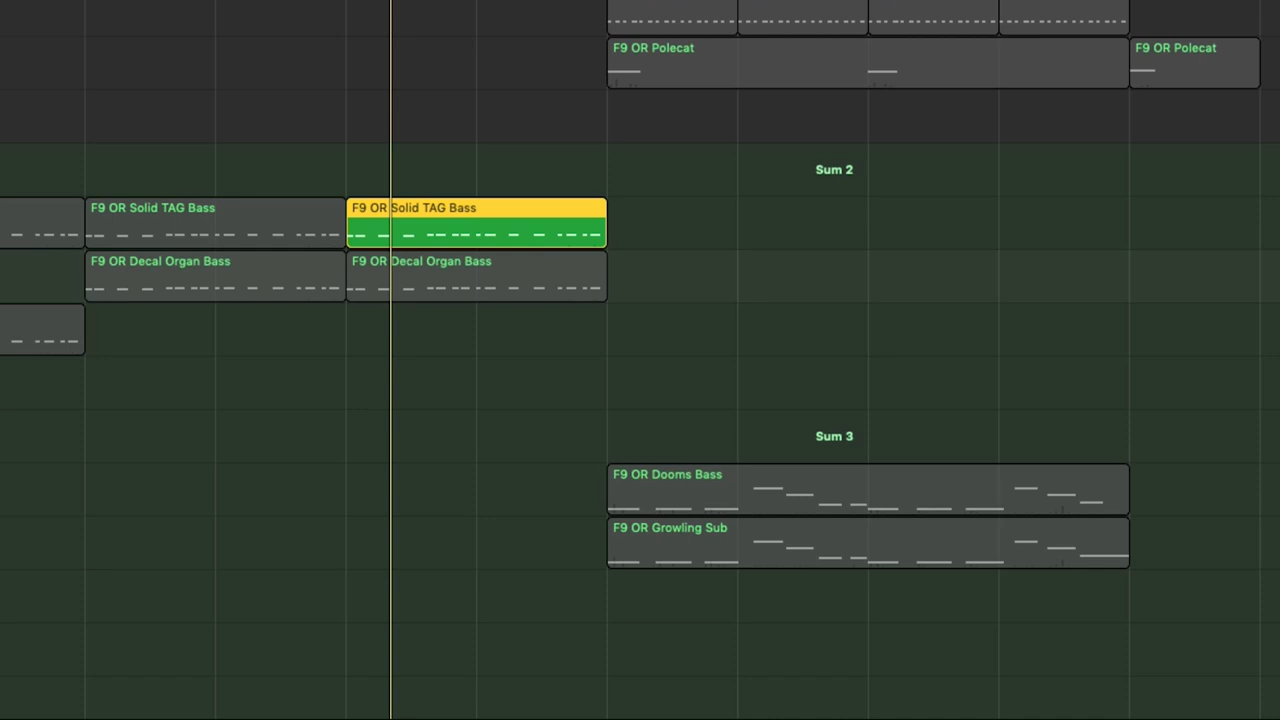 F9 OR Polecat
F9 OR Polecat
Sum 2
F9 OR Solid TAG Bass
F9 OR Solid TAG Bass
F9 OR Decal Organ Bass
F9 OR Decal Organ Bass
Sum 3
F9 OR Dooms Bass
F9 OR Growling Sub